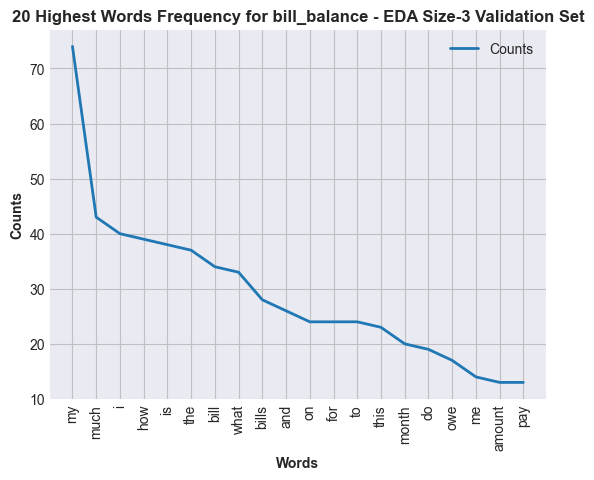 20 Highest Words Frequency for bill_balance - EDA Size-3 Validation Set
Counts
70
60
50
40
30
20
10
Counts
my
much
i
how
is
the
bill
what
bills
and
on
for
to
this
month
do
owe
me
amount
pay
Words